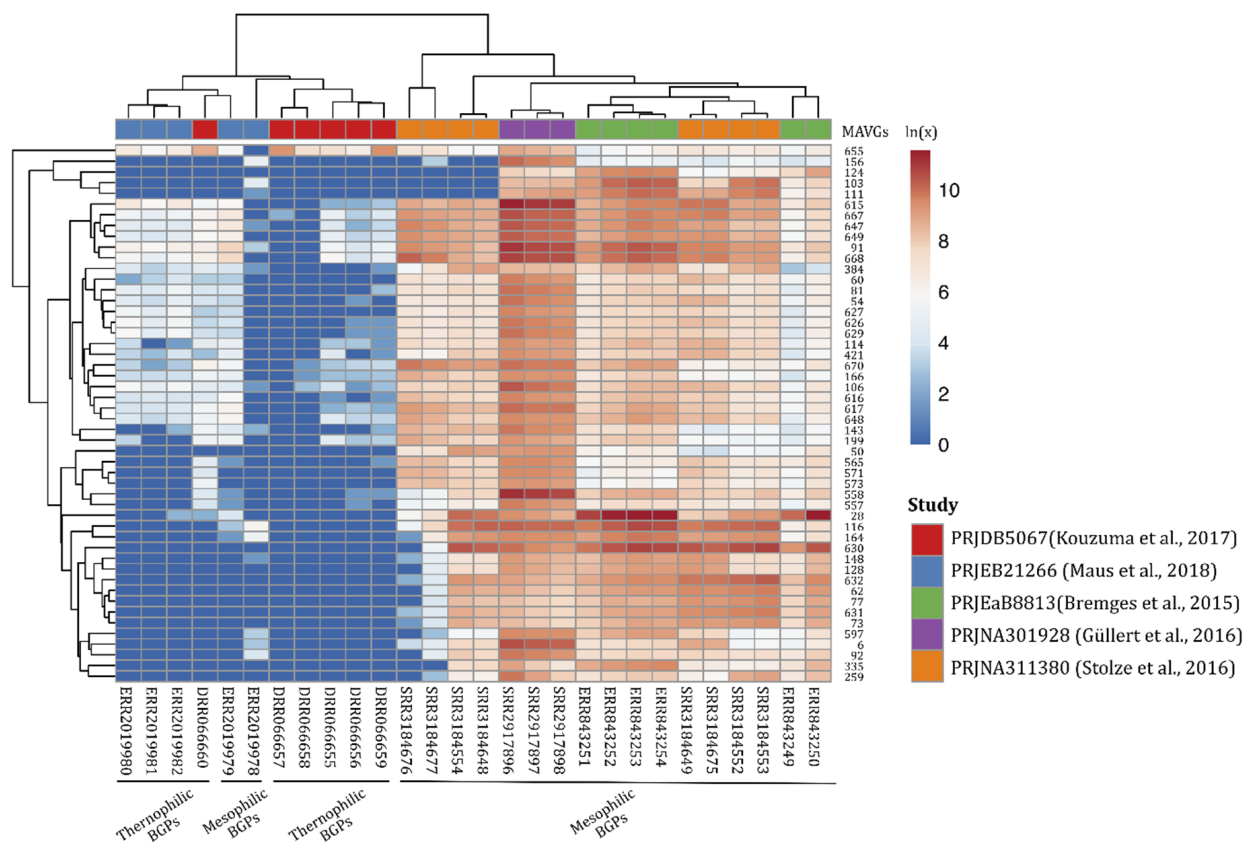 MAVGs
ln(x)
655
156
124
103
111
615
667
647
649
91
668
384
60
81
54
627
626
629
114
421
670
166
106
616
617
648
143
199
50
565
571
573
558
557
28
116
164
630
148
128
632
62
77
631
73
597
6
92
335
259
10
8
6
4
2
0
Study
PRJDB5067(Kouzuma et al., 2017)
PRJEB21266 (Maus et al., 2018)
PRJEaB8813(Bremges et al., 2015)
PRJNA301928 (Güllert et al., 2016)
PRJNA311380 (Stolze et al., 2016)
ERR2019980
ERR2019981
ERR2019982
DRR066660
ERR2019979
ERR2019978
DRR066657
DRR066658
DRR066655
DRR066656
DRR066659
SRR3184676
SRR3184677
SRR3184554
SRR3184648
SRR2917896
SRR2917897
SRR2917898
ERR843251
ERR843252
ERR843253
ERR843254
SRR3184649
SRR3184675
SRR3184552
SRR3184553
ERR843249
ERR843250
Thernophilic
BGPs
Mesophilic
BGPs
Thernophilic
BGPs
Mesophilic
BGPs